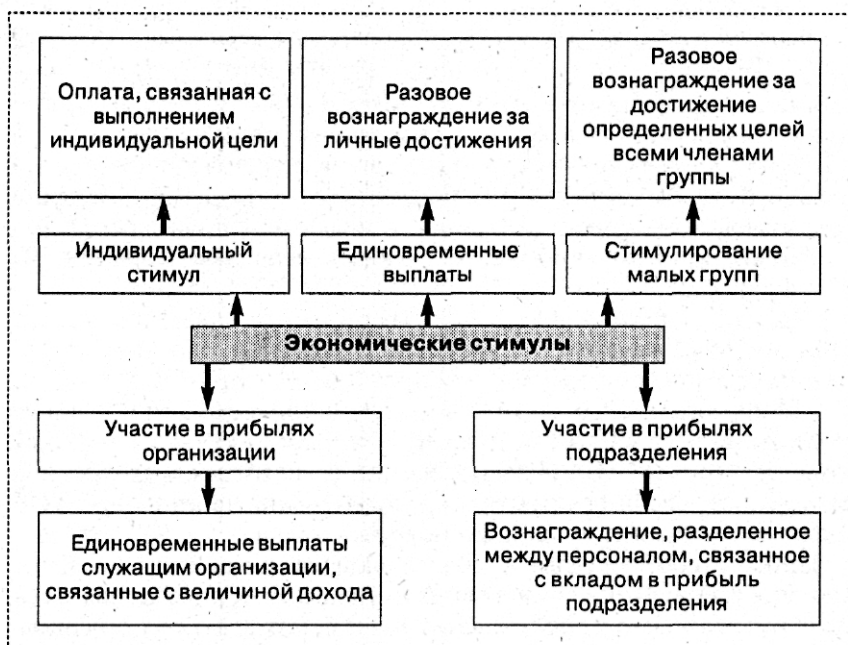 Оплата, связанная с
выполнением
индивидуальной цели
Разовое
вознаграждение за
личные достижения
Разовое
вознаграждение за
достижение
определенных целей
всеми членами
группы
Индивидуальный
стимул
Единовременные
выплаты
Стимулирование
малых групп
Экономические стимулы
Участие в прибылях
организации
Участие в прибылях
подразделения
Единовременные выплаты
служащим организации,
связанные с величиной дохода
Вознаграждение, разделенное
между персоналом, связанное
с вкладом в прибыль
подразделения